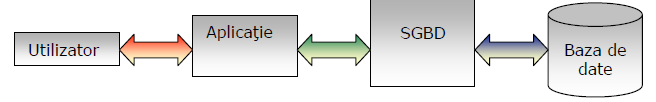 Utilizator
Aplicaţie
SGBD
Baza de
date